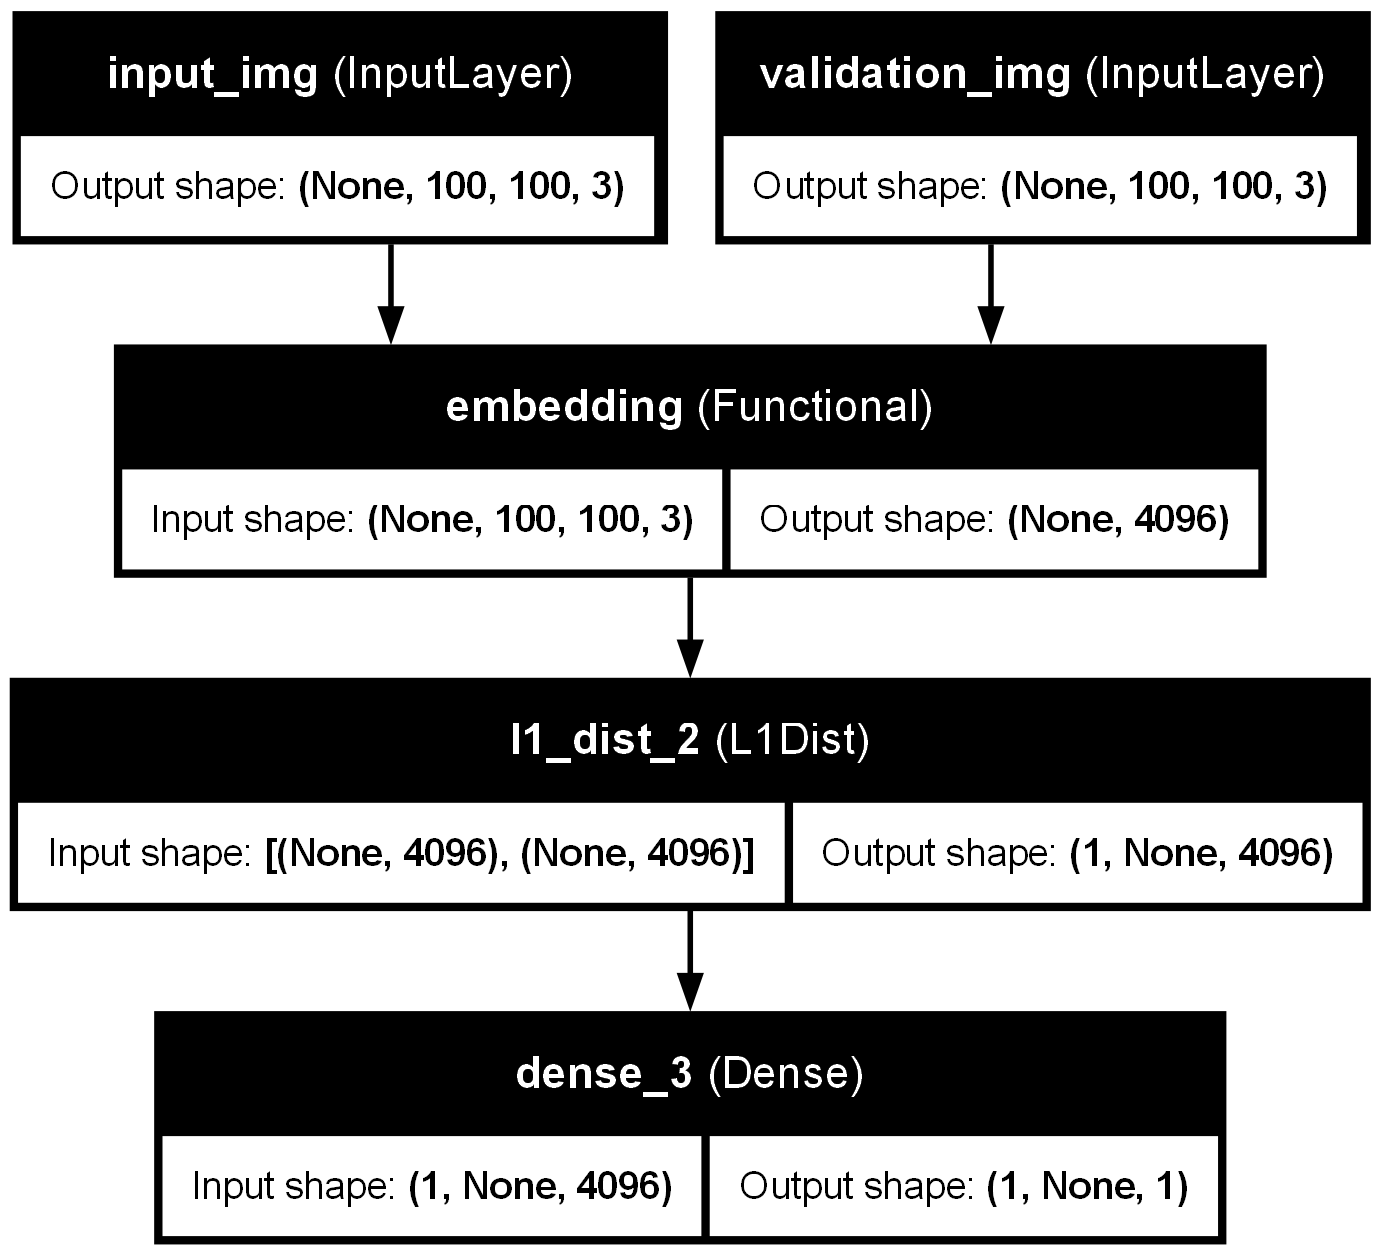 input_img (InputLayer)
validation_img (InputLayer)
Output shape: (None, 100, 100, 3)
Output shape: (None, 100, 100, 3)
embedding (Functional)
Input shape: (None, 100, 100, 3)
Output shape: (None, 4096)
l1_dist_2 (L1Dist)
Input shape: [(None, 4096), (None, 4096)]
Output shape: (1, None, 4096)
dense_3 (Dense)
Input shape: (1, None, 4096)
Output shape: (1, None, 1)